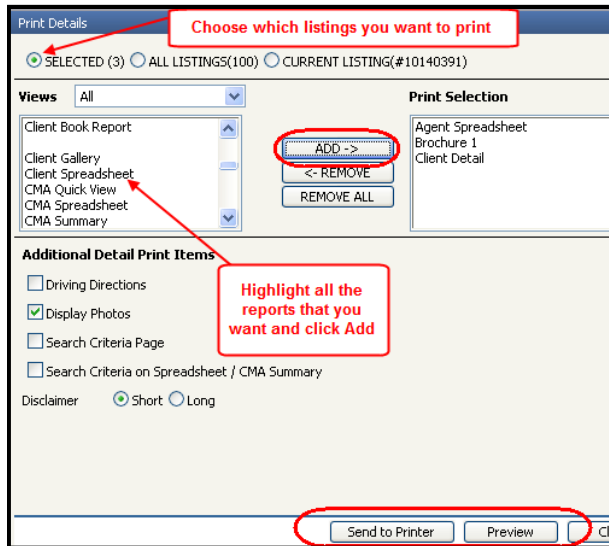 Print Details
Choose which listings you want to print
SELECTED (3) ALL LISTINGS(100) CURRENT LISTING(#10140391)
Views All Print Selection
Client Book Report
Client Gallery
Client Spreadsheet
CMA Quick View
CMA Spreadsheet
CMA Summary
ADD ->
<- REMOVE
REMOVE ALL
Agent Spreadsheet
Brochure 1
Client Detail
Additional Detail Print Items
Driving Directions
Display Photos
Search Criteria Page
Search Criteria on Spreadsheet / CMA Summary
Disclaimer Short Long
Highlight all the
reports that you
want and click Add
Send to Printer Preview